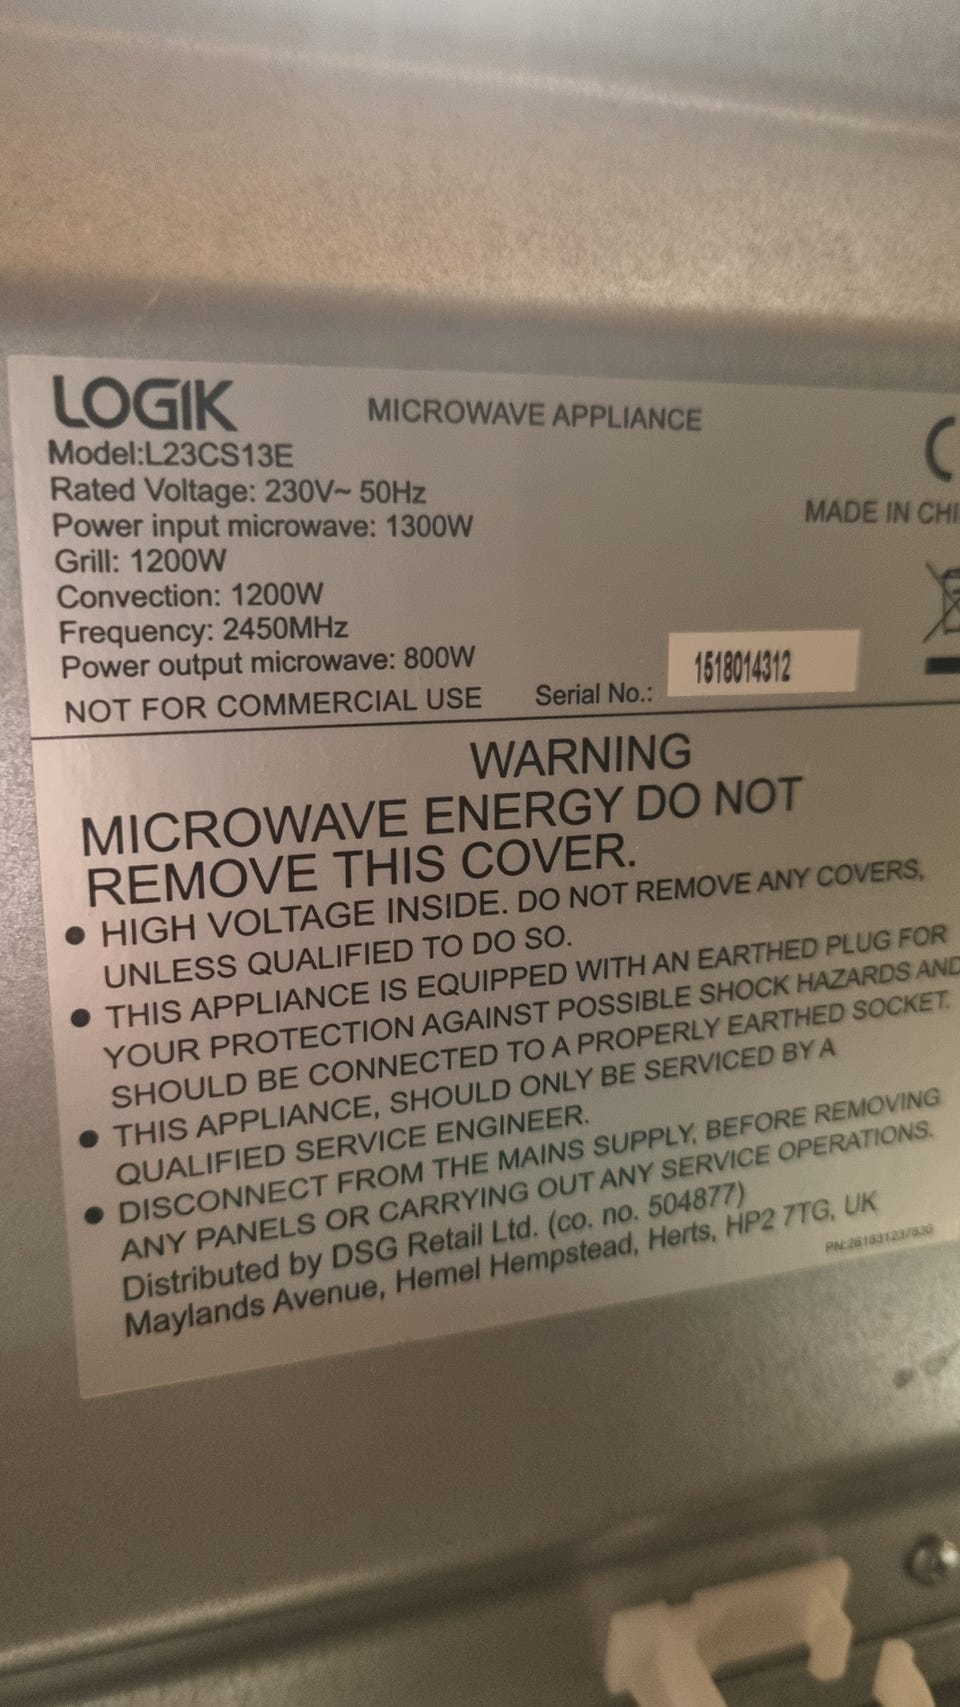 LOGIK
MICROWAVE APPLIANCE
Model:L23CS13E
Rated Voltage: 230V~ 50Hz
Power input microwave: 1300W
MADE IN CHI
Grill: 1200W
Convection: 1200W
Frequency: 2450MHz
Power output microwave: 800W
NOT FOR COMMERCIAL USE
Serial No.: 1518014312
WARNING
MICROWAVE ENERGY DO NOT
REMOVE THIS COVER.
● HIGH VOLTAGE INSIDE. DO NOT REMOVE ANY COVERS,
UNLESS QUALIFIED TO DO SO.
● THIS APPLIANCE IS EQUIPPED WITH AN EARTHED PLUG FOR
YOUR PROTECTION AGAINST POSSIBLE SHOCK HAZARDS AND
SHOULD BE CONNECTED TO A PROPERLY EARTHED SOCKET.
● THIS APPLIANCE, SHOULD ONLY BE SERVICED BY A
QUALIFIED SERVICE ENGINEER.
● DISCONNECT FROM THE MAINS SUPPLY, BEFORE REMOVING
ANY PANELS OR CARRYING OUT ANY SERVICE OPERATIONS.
Distributed by DSG Retail Ltd. (co. no. 504877)
Maylands Avenue, Hemel Hempstead, Herts, HP2 7TG, UK